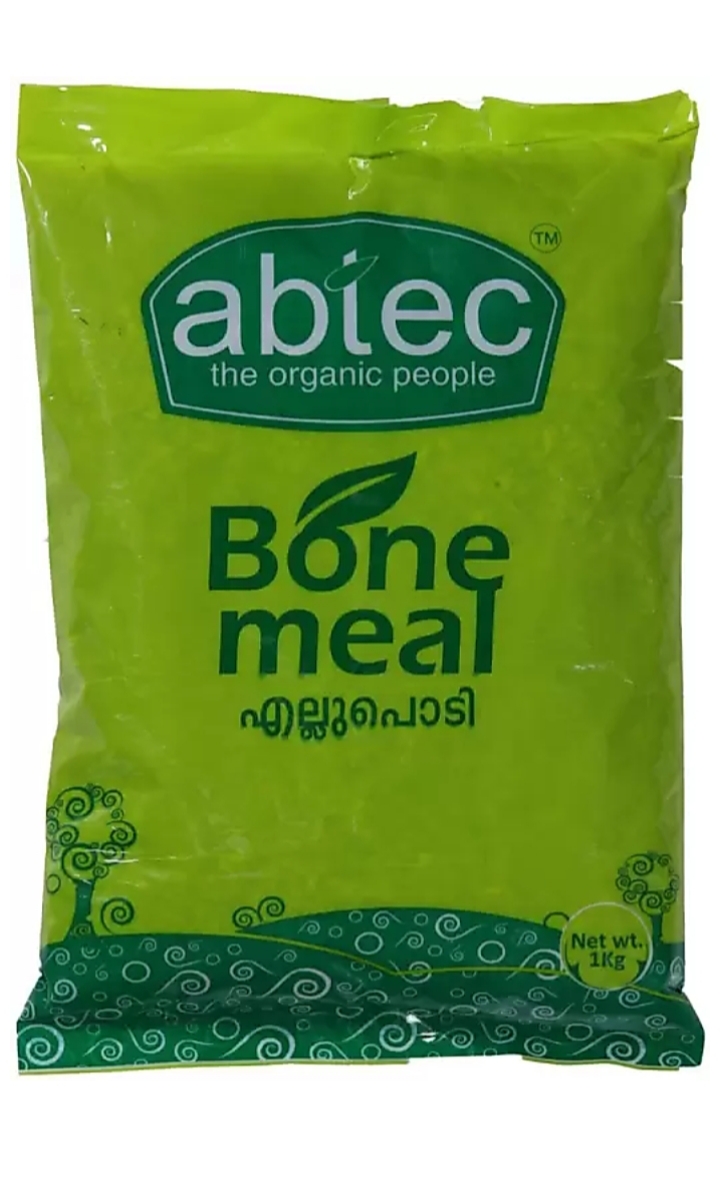 abtec
TM
the organic people
Bone
meal
എല്ലുപൊടി
Net wt.
1Kg